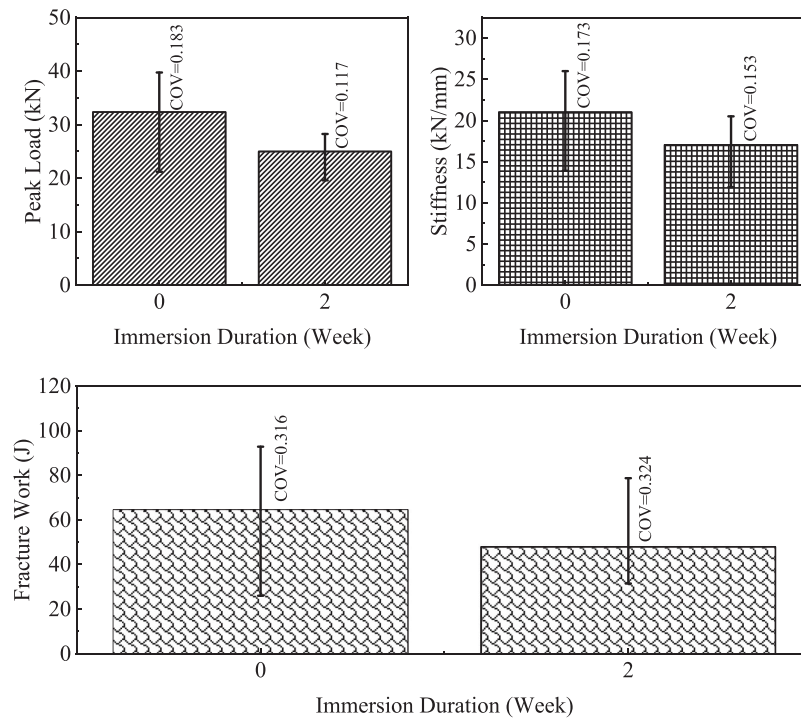 Peak Load (kN)
50
40
30
20
10
0
COV=0.183
COV=0.117
0 2
Immersion Duration (Week)
Stiffness (kN/mm)
30
25
20
15
10
5
0
COV=0.173
COV=0.153
0 2
Immersion Duration (Week)
Fracture Work (J)
120
100
80
60
40
20
0
COV=0.316
COV=0.324
0 2
Immersion Duration (Week)